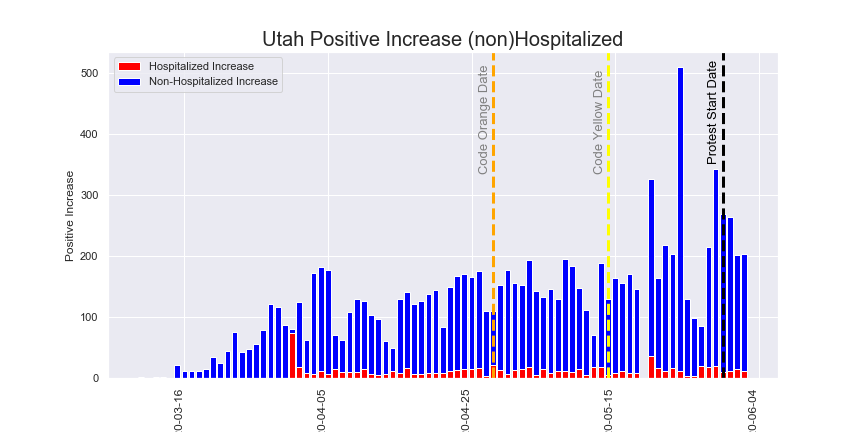 Utah Positive Increase (non)Hospitalized
Hospitalized Increase
Non-Hospitalized Increase
Code Orange Date
Code Yellow Date
Protest Start Date
Positive Increase
500
400
300
200
100
0
0-03-16
0-04-05
0-04-25
0-05-15
0-06-04